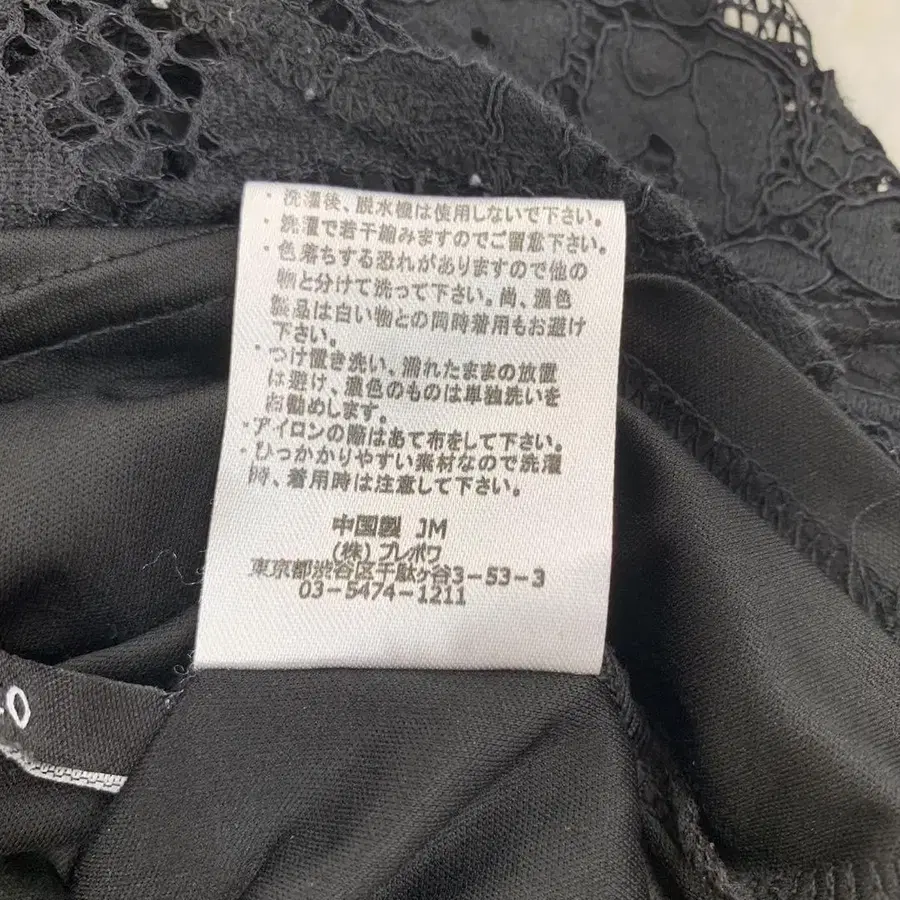 ・洗濯後、脱水機は使用しないで下さい。
・洗濯で若干縮みますのでご留意下さい。
・色落ちする恐れがありますので他の
物と分けて洗って下さい。尚、濃色
製品は白い物との同時着用もお避け
下さい。
・つけ置き洗い、濡れたままの放置
は避け、濃色のものは単独洗いを
お勧めします。
・アイロンの際はあて布をして下さい。
・ひっかかりやすい素材なので洗濯
時、着用時は注意して下さい。
中国製 JM
(株) プレポワ
東京都渋谷区千駄ヶ谷3-53-3
03-5474-1211